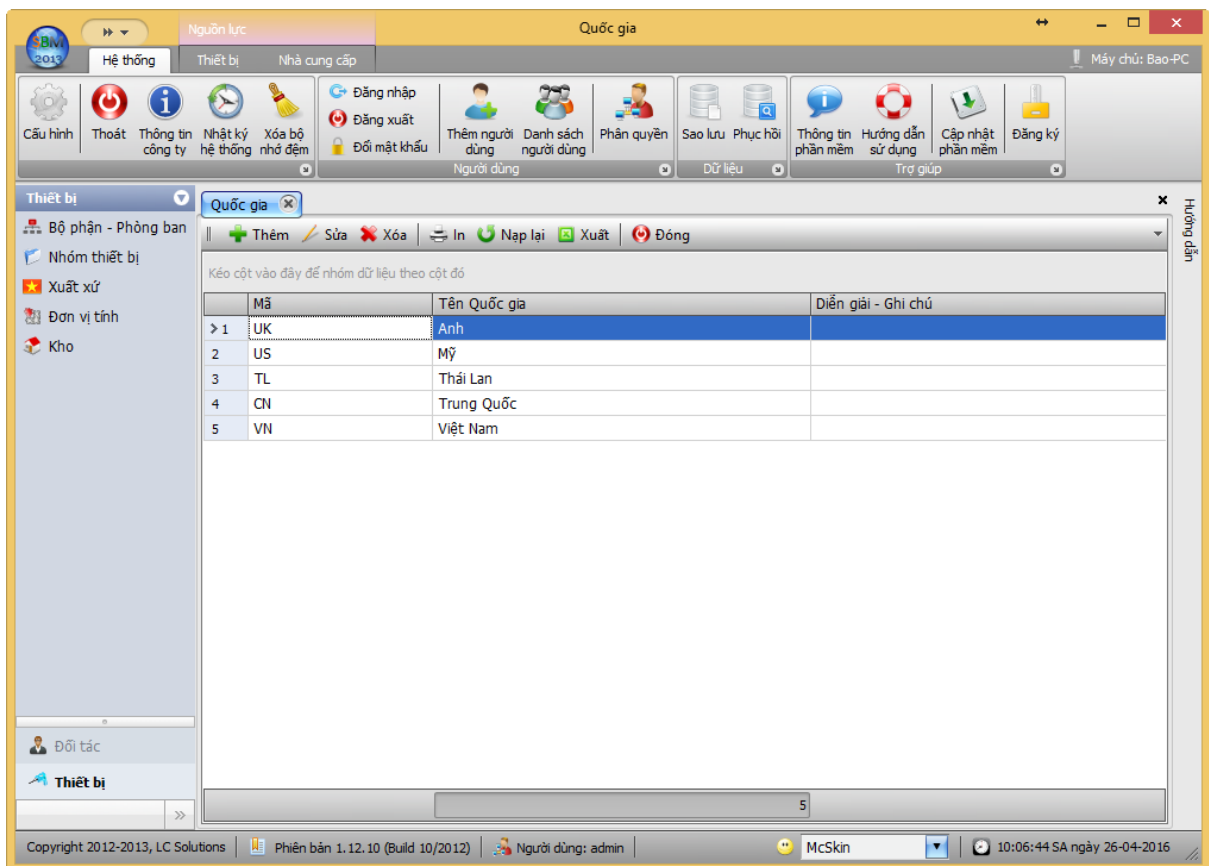 Nguồn lực
Quốc gia
SBM
2013
Hệ thống
Thiết bị
Nhà cung cấp
Máy chủ: Bao-PC
Cấu hình
Thoát
Thông tin
công ty
Nhật ký
hệ thống
Xóa bộ
nhớ đệm
Đăng nhập
Đăng xuất
Đổi mật khẩu
Thêm người
dùng
Danh sách
người dùng
Phân quyền
Sao lưu
Phục hồi
Thông tin
phần mềm
Hướng dẫn
sử dụng
Cập nhật
phần mềm
Đăng ký
Người dùng
Dữ liệu
Trợ giúp
Thiết bị
Bộ phận - Phòng ban
Nhóm thiết bị
Xuất xứ
Đơn vị tính
Kho
Quốc gia
Hướng dẫn
Thêm Sửa Xóa In Nạp lại Xuất Đóng
Kéo cột vào đây để nhóm dữ liệu theo cột đó
Mã Tên Quốc gia Diễn giải - Ghi chú
1 UK Anh
2 US Mỹ
3 TL Thái Lan
4 CN Trung Quốc
5 VN Việt Nam
Đối tác
Thiết bị
5
Copyright 2012-2013, LC Solutions Phiên bản 1.12.10 (Build 10/2012) Người dùng: admin McSkin 10:06:44 SA ngày 26-04-2016